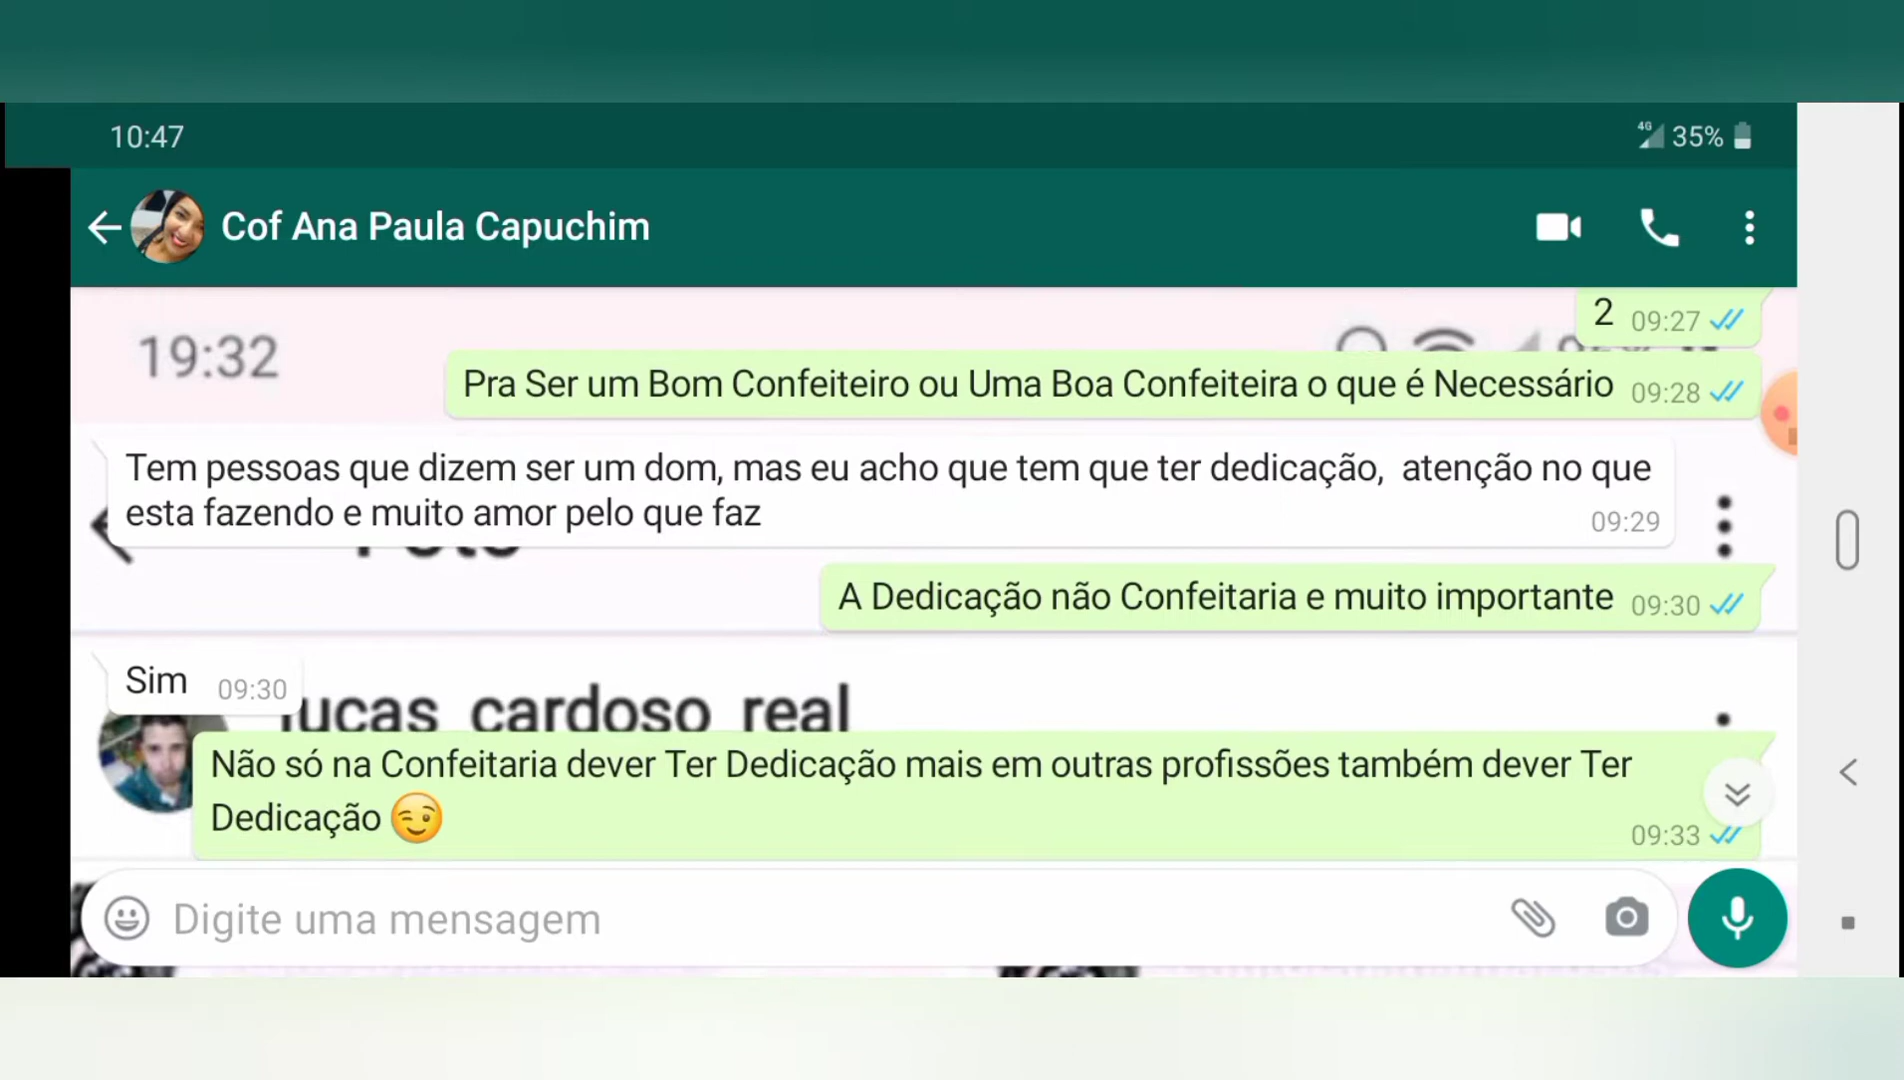 10:47
4G 35%
Cof Ana Paula Capuchim
2 09:27
19:32
Pra Ser um Bom Confeiteiro ou Uma Boa Confeiteira o que é Necessário 09:28
Tem pessoas que dizem ser um dom, mas eu acho que tem que ter dedicação, atenção no que
esta fazendo e muito amor pelo que faz 09:29
A Dedicação não Confeitaria e muito importante 09:30
Sim 09:30
lucas_cardoso_real
Não só na Confeitaria dever Ter Dedicação mais em outras profissões também dever Ter
Dedicação 😉 09:33
Digite uma mensagem